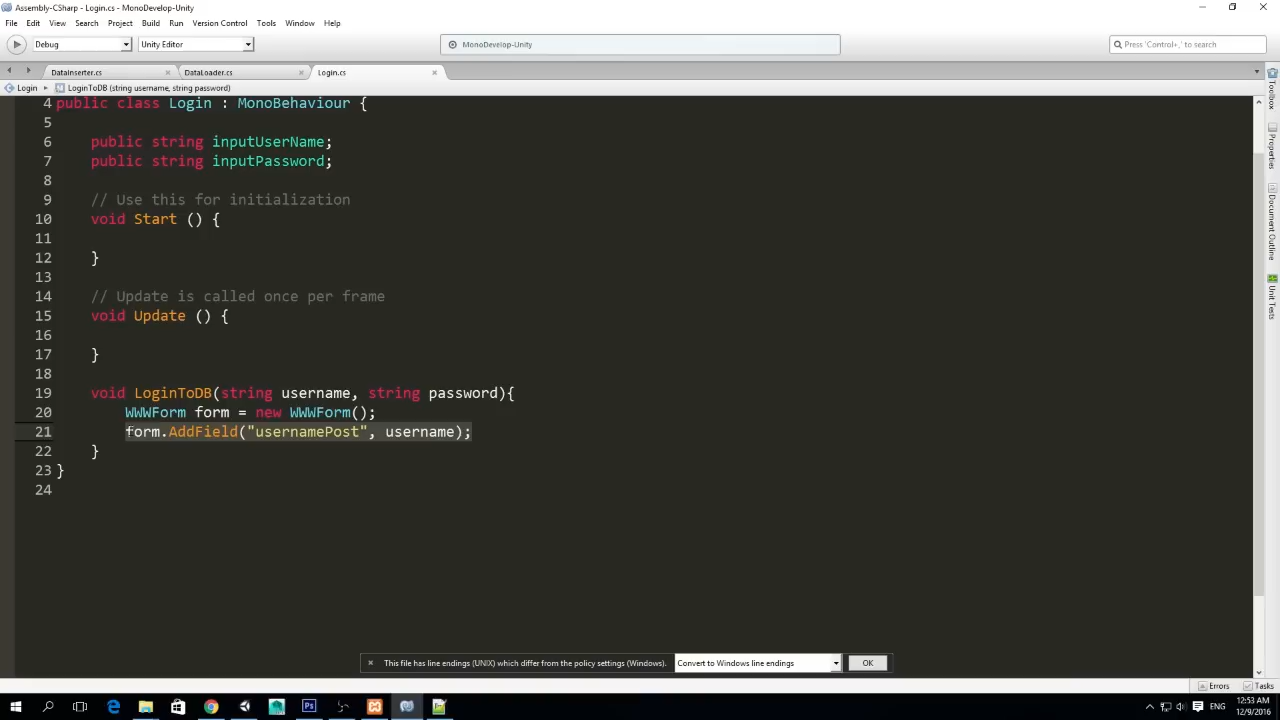 Assembly-CSharp - Login.cs - MonoDevelop-Unity
File Edit View Search Project Build Run Version Control Tools Window Help
Debug Unity Editor MonoDevelop-Unity Press 'Control+,' to search
DataInserter.cs DataLoader.cs Login.cs
Login LoginToDB (string username, string password)
4 public class Login : MonoBehaviour {
5
6 public string inputUserName;
7 public string inputPassword;
8
9 // Use this for initialization
10 void Start () {
11
12 }
13
14 // Update is called once per frame
15 void Update () {
16
17 }
18
19 void LoginToDB(string username, string password){
20 WWWForm form = new WWWForm();
21 form.AddField("usernamePost", username);
22 }
23 }
24
Toolbox
Properties
Document Outline
Unit Tests
This file has line endings (UNIX) which differ from the policy settings (Windows). Convert to Windows line endings OK
Errors Tasks
ENG
12:53 AM
12/9/2016